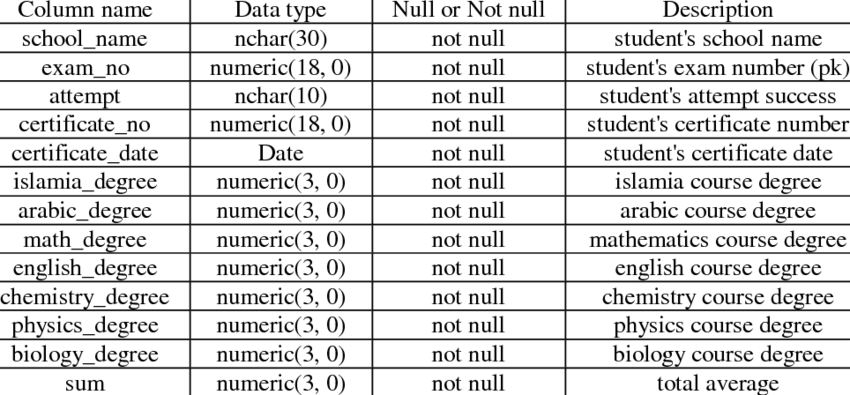 Column name Data type Null or Not null Description
school_name nchar(30) not null student's school name
exam_no numeric(18, 0) not null student's exam number (pk)
attempt nchar(10) not null student's attempt success
certificate_no numeric(18, 0) not null student's certificate number
certificate_date Date not null student's certificate date
islamia_degree numeric(3, 0) not null islamia course degree
arabic_degree numeric(3, 0) not null arabic course degree
math_degree numeric(3, 0) not null mathematics course degree
english_degree numeric(3, 0) not null english course degree
chemistry_degree numeric(3, 0) not null chemistry course degree
physics_degree numeric(3, 0) not null physics course degree
biology_degree numeric(3, 0) not null biology course degree
sum numeric(3, 0) not null total average